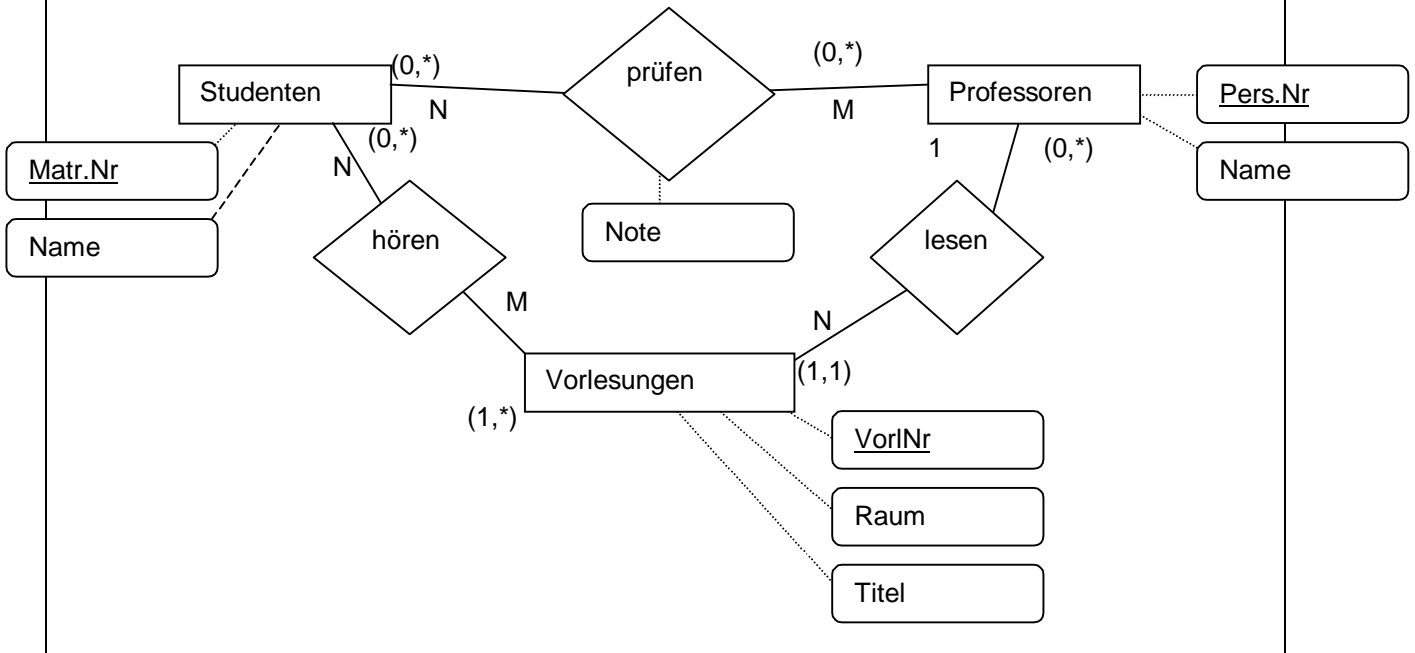 (0,*)
prüfen
(0,*)
Studenten
N
M
Professoren
Pers.Nr
(0,*)
N
1
(0,*)
Matr.Nr
Name
Name
hören
Note
lesen
M
N
Vorlesungen
(1,1)
(1,*)
VorlNr
Raum
Titel